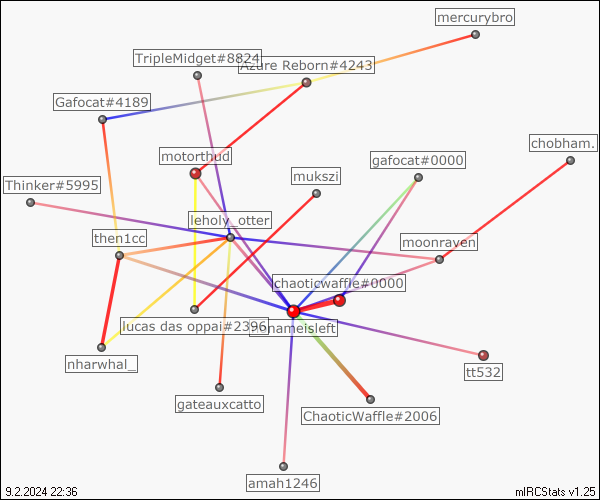 mercurybro
TripleMidget#8824
Azure Reborn#4243
Gafocat#4189
chobham.
motorthud
gafocat#0000
mukszi
Thinker#5995
leholy_otter
then1cc
moonraven
chaoticwaffle#0000
lucas das oppai#2396
nameisleft
nharwhal_
tt532
gateauxcatto
ChaoticWaffle#2006
amah1246
9.2.2024 22:36
mIRCStats v1.25